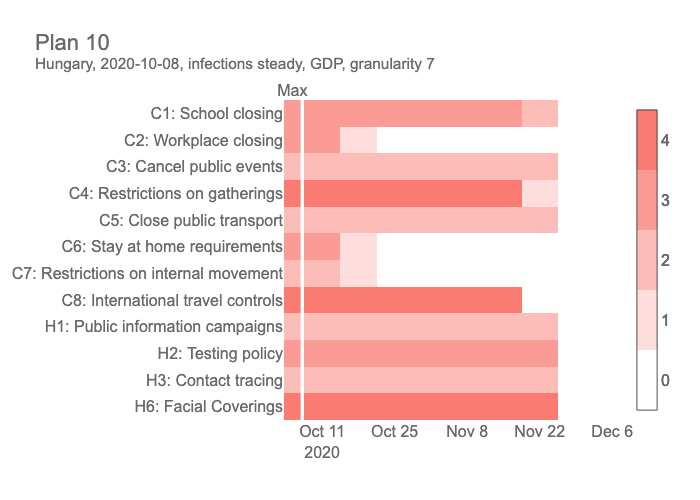 Plan 10
Hungary, 2020-10-08, infections steady, GDP, granularity 7
Max
C1: School closing
C2: Workplace closing
C3: Cancel public events
C4: Restrictions on gatherings
C5: Close public transport
C6: Stay at home requirements
C7: Restrictions on internal movement
C8: International travel controls
H1: Public information campaigns
H2: Testing policy
H3: Contact tracing
H6: Facial Coverings
Oct 11 Oct 25 Nov 8 Nov 22 Dec 6
2020
4
3
2
1
0